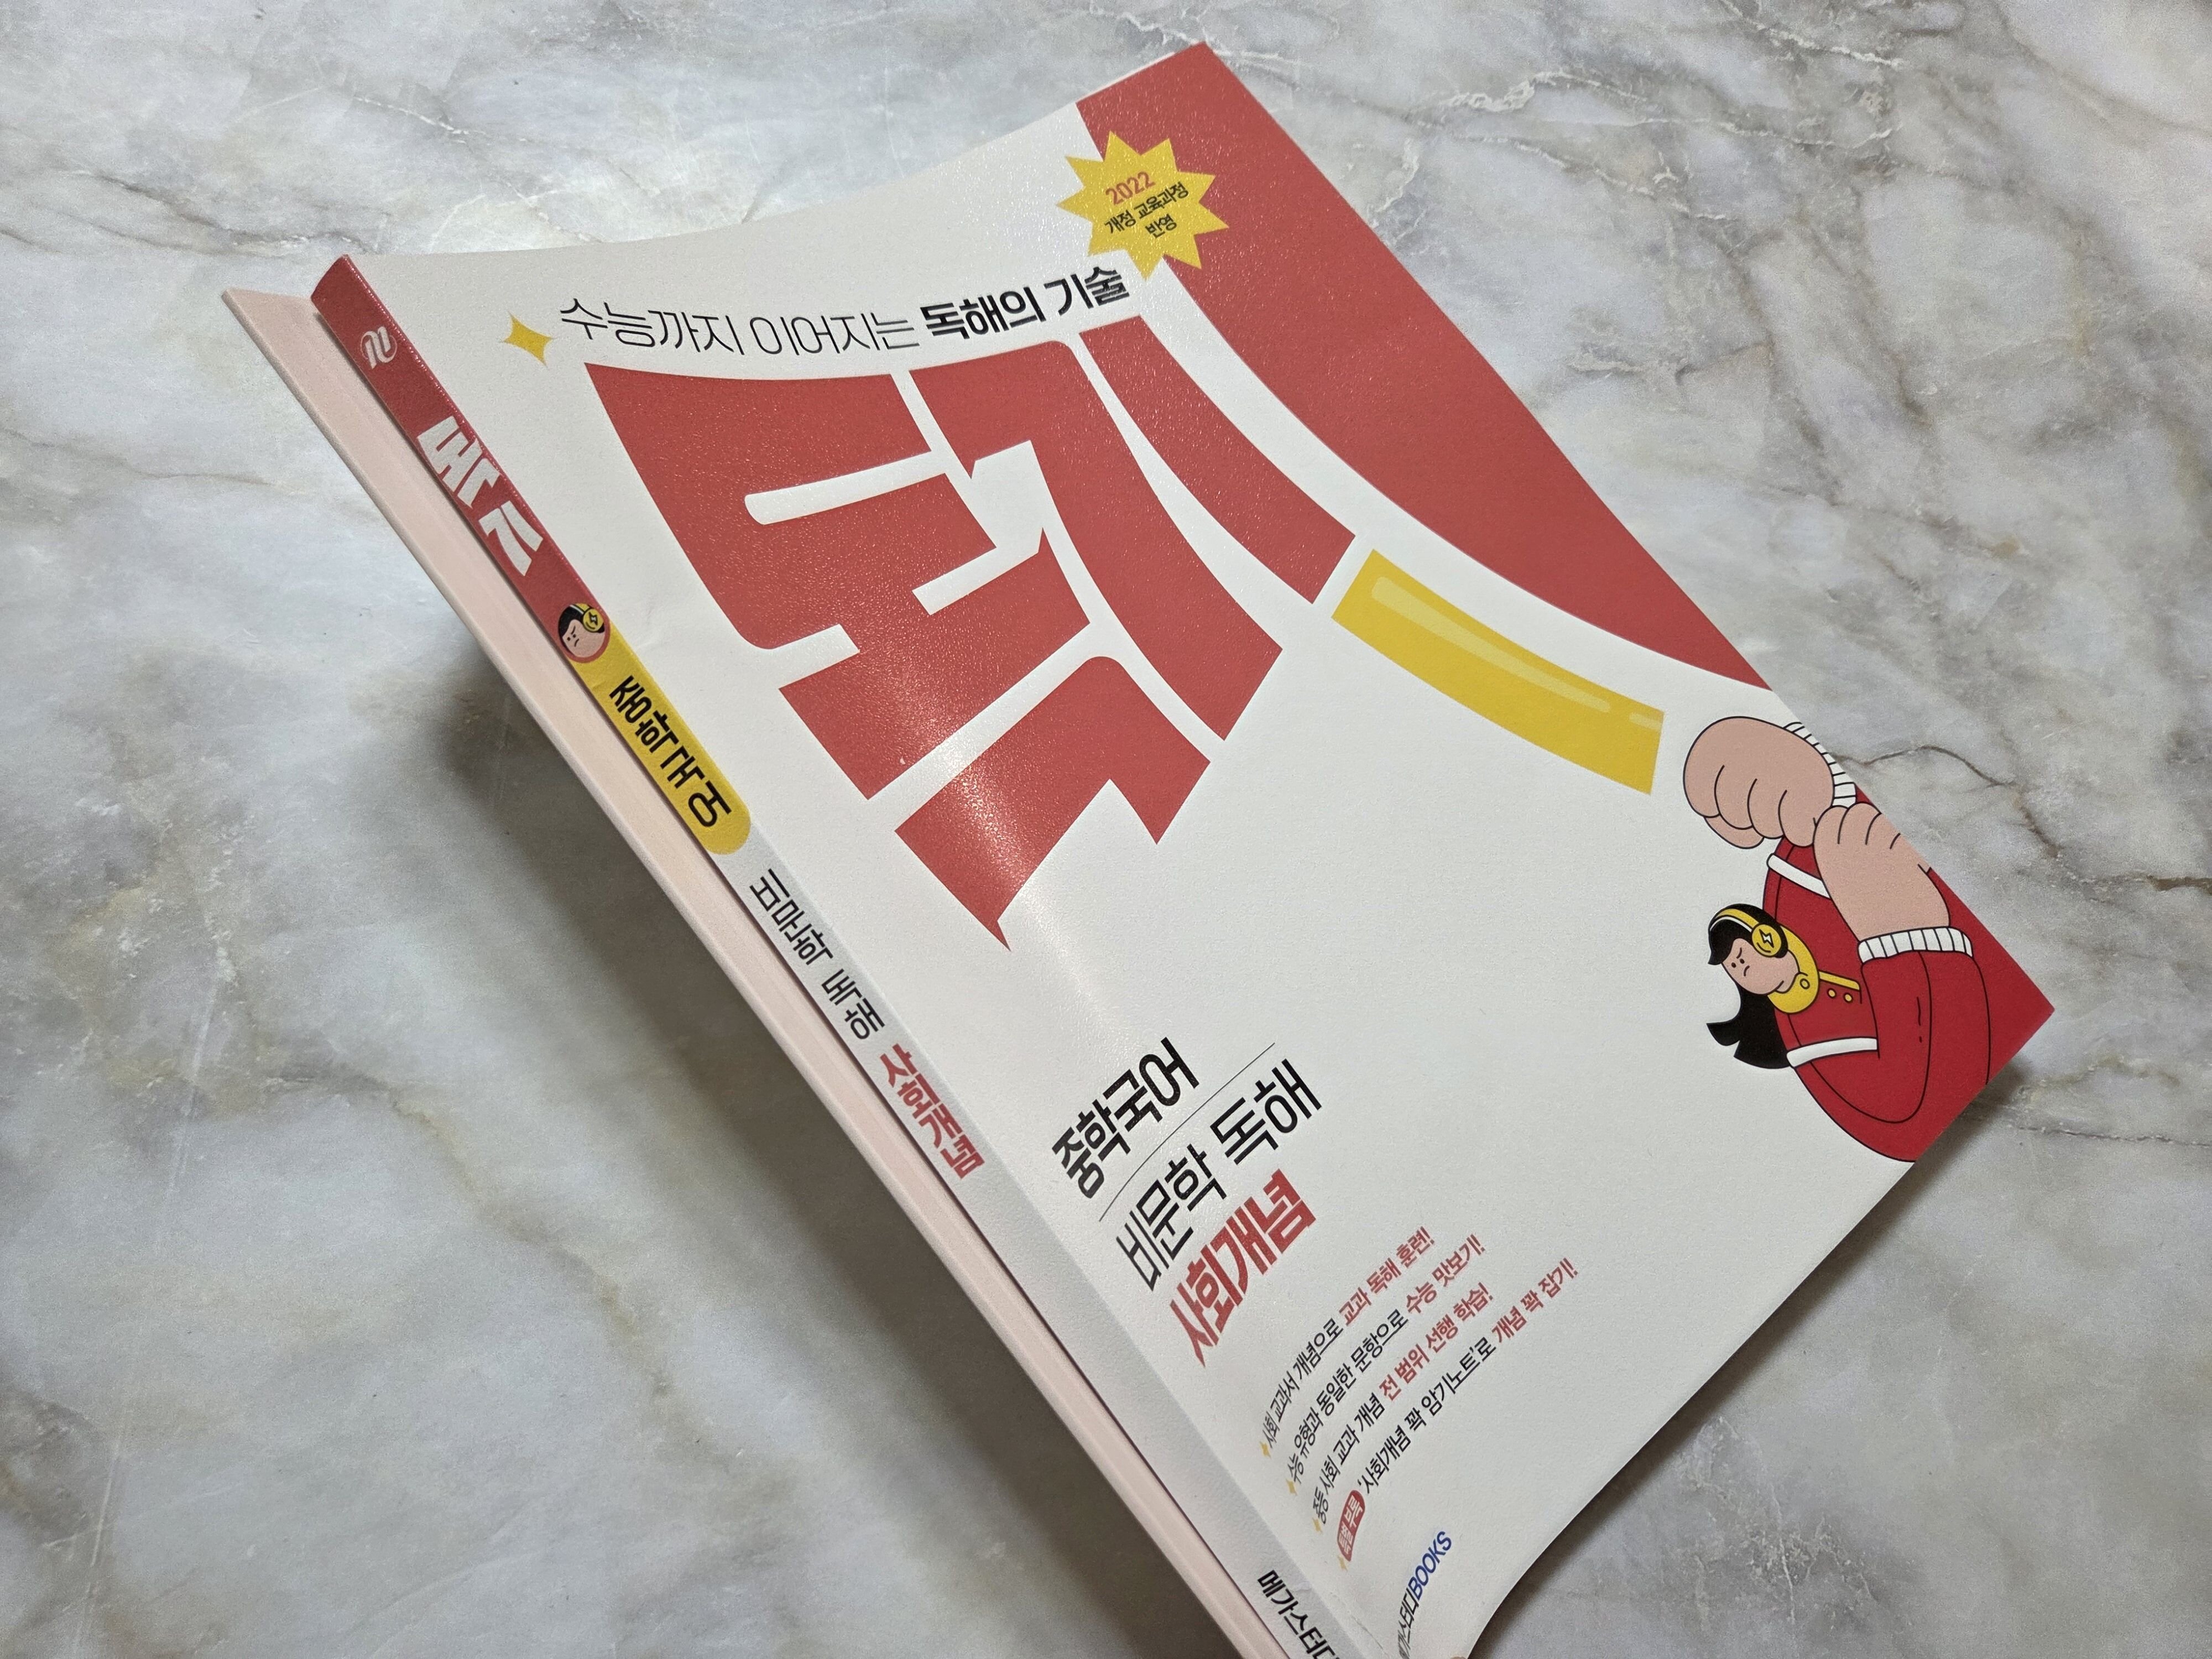 2022
개정 교육과정
반영
수능까지 이어지는 독해의 기술
독기
중학국어
비문학 독해
사회개념
사회 교과서 개념으로 교과 독해 훈련!
수능 유형과 동일한 문항으로 수능 맛보기!
중등 사회 교과 개념 전 범위 선행 학습!
특별 부록 '사회개념 꽉 암기노트'로 개념 꽉 잡기!
메가스터디BOOKS
독기 중학국어 비문학 독해 사회개념 메가스터디